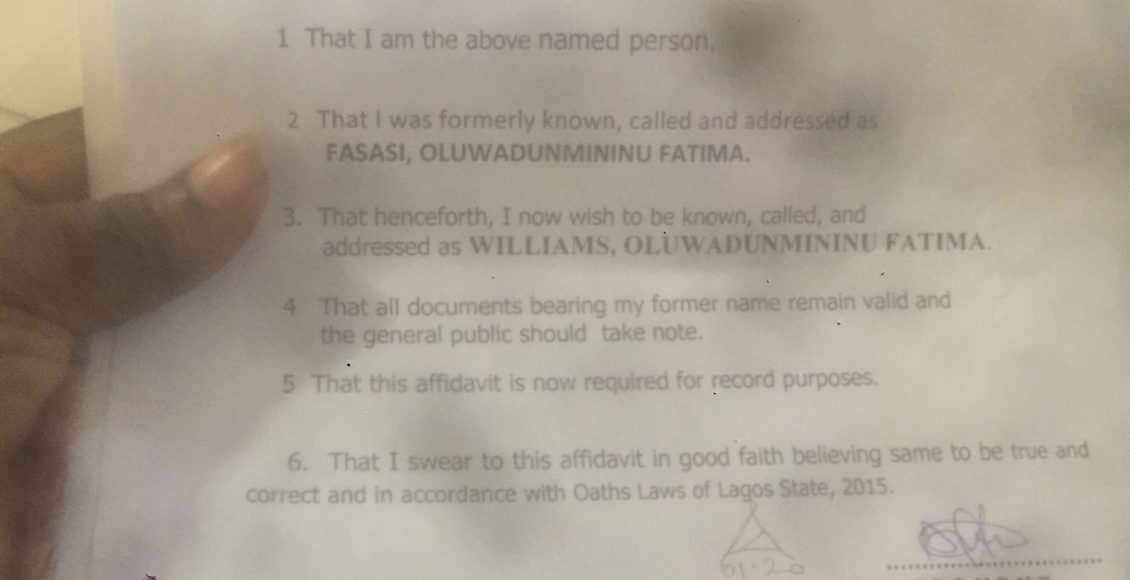 1 That I am the above named person.
2 That I was formerly known, called and addressed as
FASASI, OLUWADUNMININU FATIMA.
3. That henceforth, I now wish to be known, called, and
addressed as WILLIAMS, OLUWADUNMININU FATIMA.
4 That all documents bearing my former name remain valid and
the general public should take note.
5 That this affidavit is now required for record purposes.
6. That I swear to this affidavit in good faith believing same to be true and
correct and in accordance with Oaths Laws of Lagos State, 2015.